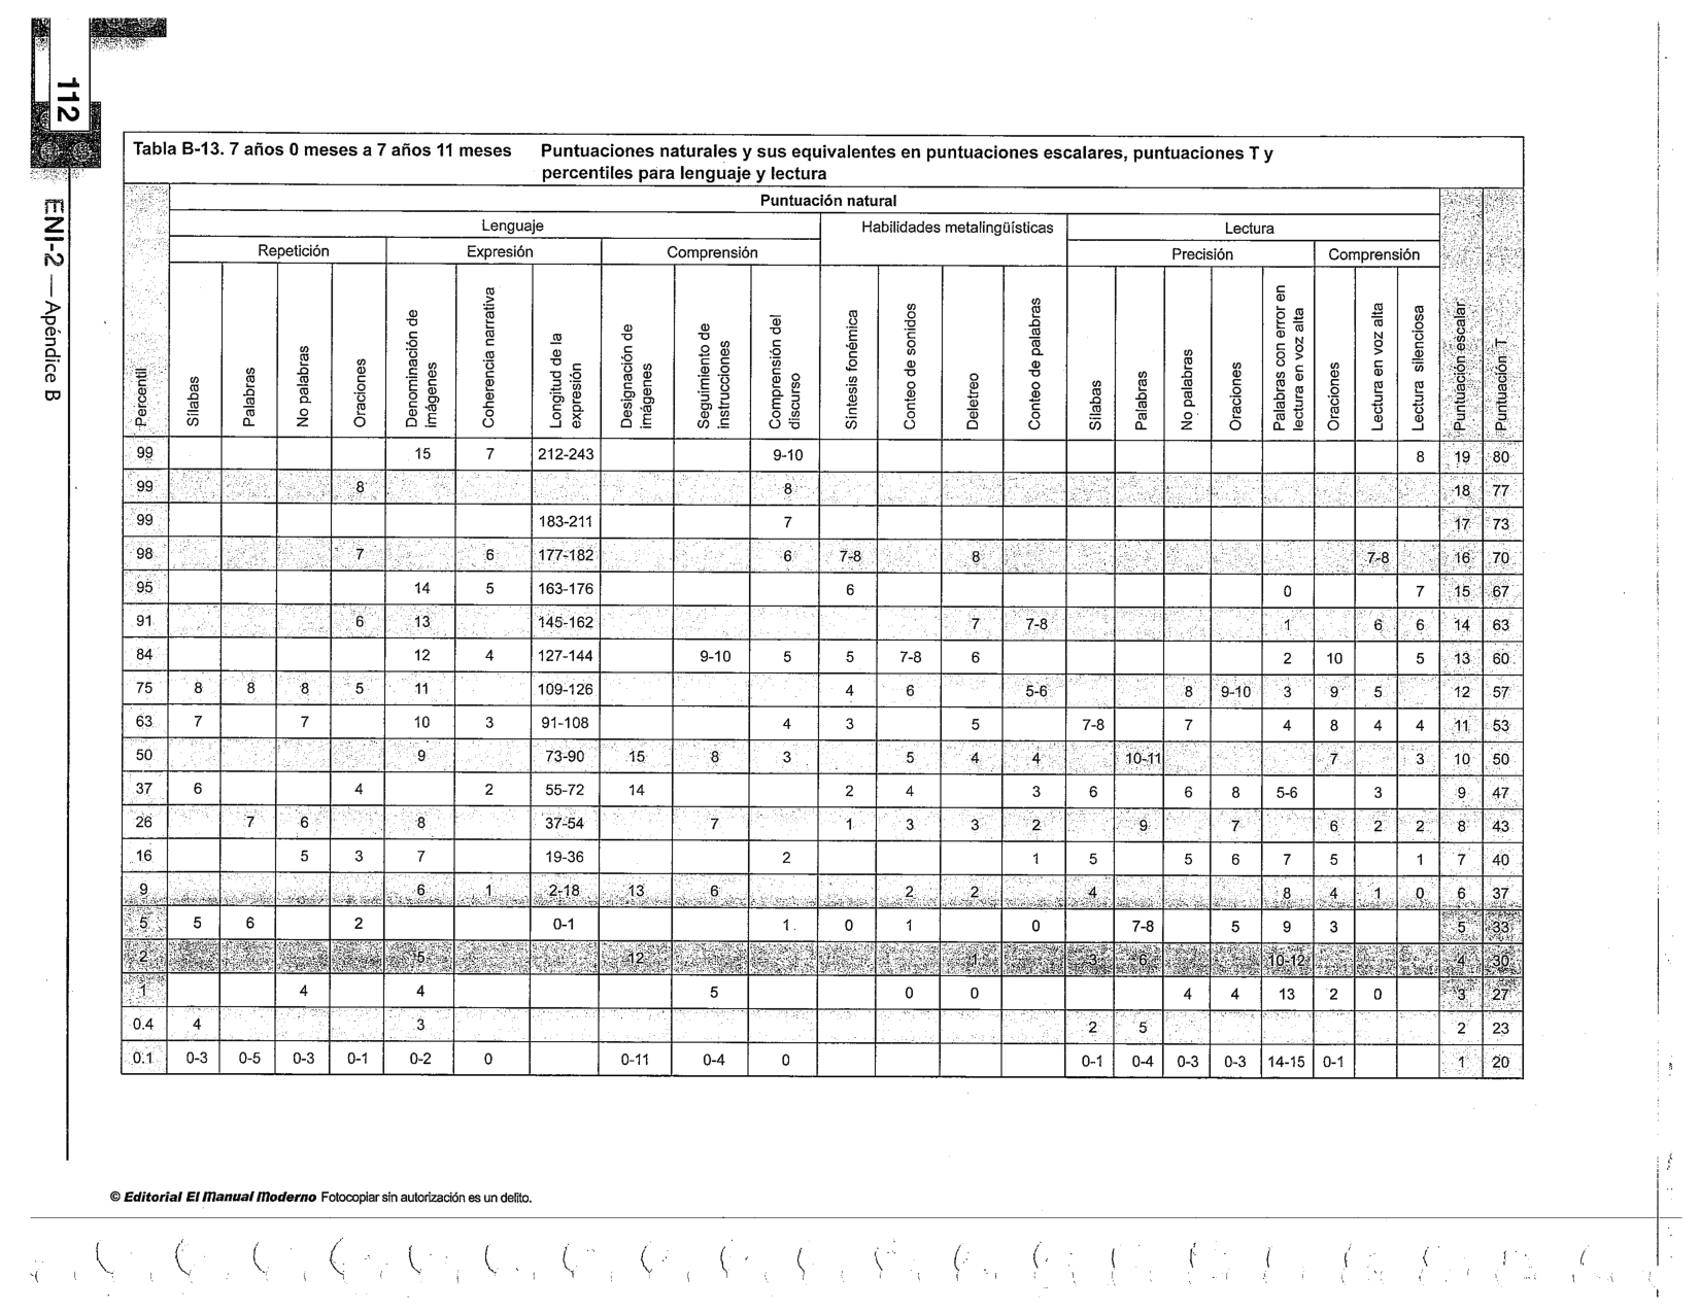 112
ENI-2 — Apéndice B
Tabla B-13. 7 años 0 meses a 7 años 11 meses Puntuaciones naturales y sus equivalentes en puntuaciones escalares, puntuaciones T y
percentiles para lenguaje y lectura
Puntuación natural
Lenguaje Habilidades metalingüísticas Lectura
Repetición Expresión Comprensión Precisión Comprensión
Percentil Sílabas Palabras No palabras Oraciones Denominación de imágenes Coherencia narrativa Longitud de la expresión Designación de imágenes Seguimiento de instrucciones Comprensión del discurso Síntesis fonémica Conteo de sonidos Deletreo Conteo de palabras Sílabas Palabras No palabras Oraciones Palabras con error en lectura en voz alta Oraciones Lectura en voz alta Lectura silenciosa Puntuación escalar Puntuación T
99 15 7 212-243 9-10 8 19 80
99 8 8 18 77
99 183-211 7 17 73
98 7 6 177-182 6 7-8 8 7-8 16 70
95 14 5 163-176 6 0 7 15 67
91 6 13 145-162 7 7-8 1 6 6 14 63
84 12 4 127-144 9-10 5 5 7-8 6 2 10 5 13 60
75 8 8 8 5 11 109-126 4 6 5-6 8 9-10 3 9 5 12 57
63 7 7 10 3 91-108 4 3 5 7-8 7 4 8 4 4 11 53
50 9 73-90 15 8 3 5 4 4 10-11 7 3 10 50
37 6 4 2 55-72 14 2 4 3 6 6 8 5-6 3 9 47
26 7 6 8 37-54 7 1 3 3 2 9 7 6 2 2 8 43
16 5 3 7 19-36 2 1 5 5 6 7 5 1 7 40
9 6 1 2-18 13 6 2 2 4 8 4 1 0 6 37
5 5 6 2 0-1 1 0 1 0 7-8 5 9 3 5 33
2 5 12 1 3 6 10-12 4 30
1 4 4 5 0 0 4 4 13 2 0 3 27
0.4 4 3 2 5 2 23
0.1 0-3 0-5 0-3 0-1 0-2 0 0-11 0-4 0 0-1 0-4 0-3 0-3 14-15 0-1 1 20
© Editorial El Manual Moderno Fotocopiar sin autorización es un delito.